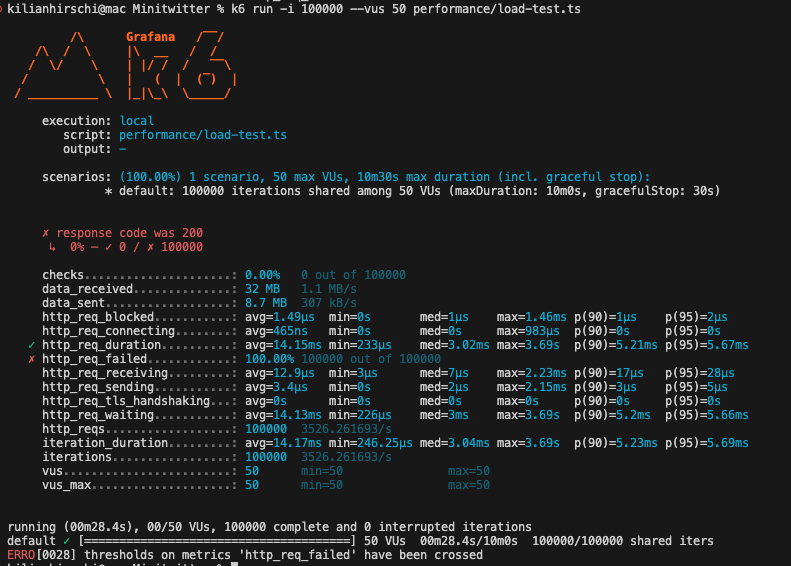 kilianhirschi@mac Minitwitter % k6 run -i 100000 --vus 50 performance/load-test.ts
Grafana
k6
execution: local
script: performance/load-test.ts
output: -
scenarios: (100.00%) 1 scenario, 50 max VUs, 10m30s max duration (incl. graceful stop):
* default: 100000 iterations shared among 50 VUs (maxDuration: 10m0s, gracefulStop: 30s)
✗ response code was 200
↳ 0% — ✓ 0 / ✗ 100000
checks.....................: 0.00% 0 out of 100000
data_received..............: 32 MB 1.1 MB/s
data_sent..................: 8.7 MB 307 kB/s
http_req_blocked...........: avg=1.49µs min=0s med=1µs max=1.46ms p(90)=1µs p(95)=2µs
http_req_connecting........: avg=465ns min=0s med=0s max=983µs p(90)=0s p(95)=0s
✓ http_req_duration..........: avg=14.15ms min=233µs med=3.02ms max=3.69s p(90)=5.21ms p(95)=5.67ms
✗ http_req_failed............: 100.00% 100000 out of 100000
http_req_receiving.........: avg=12.9µs min=3µs med=7µs max=2.23ms p(90)=17µs p(95)=28µs
http_req_sending...........: avg=3.4µs min=0s med=2µs max=2.15ms p(90)=3µs p(95)=5µs
http_req_tls_handshaking...: avg=0s min=0s med=0s max=0s p(90)=0s p(95)=0s
http_req_waiting...........: avg=14.13ms min=226µs med=3ms max=3.69s p(90)=5.2ms p(95)=5.66ms
http_reqs..................: 100000 3526.261693/s
iteration_duration.........: avg=14.17ms min=246.25µs med=3.04ms max=3.69s p(90)=5.23ms p(95)=5.69ms
iterations.................: 100000 3526.261693/s
vus........................: 50 min=50 max=50
vus_max....................: 50 min=50 max=50
running (00m28.4s), 00/50 VUs, 100000 complete and 0 interrupted iterations
default ✓ [======================================] 50 VUs 00m28.4s/10m0s 100000/100000 shared iters
ERRO[0028] thresholds on metrics 'http_req_failed' have been crossed
kilianhirschi@mac Minitwitter %